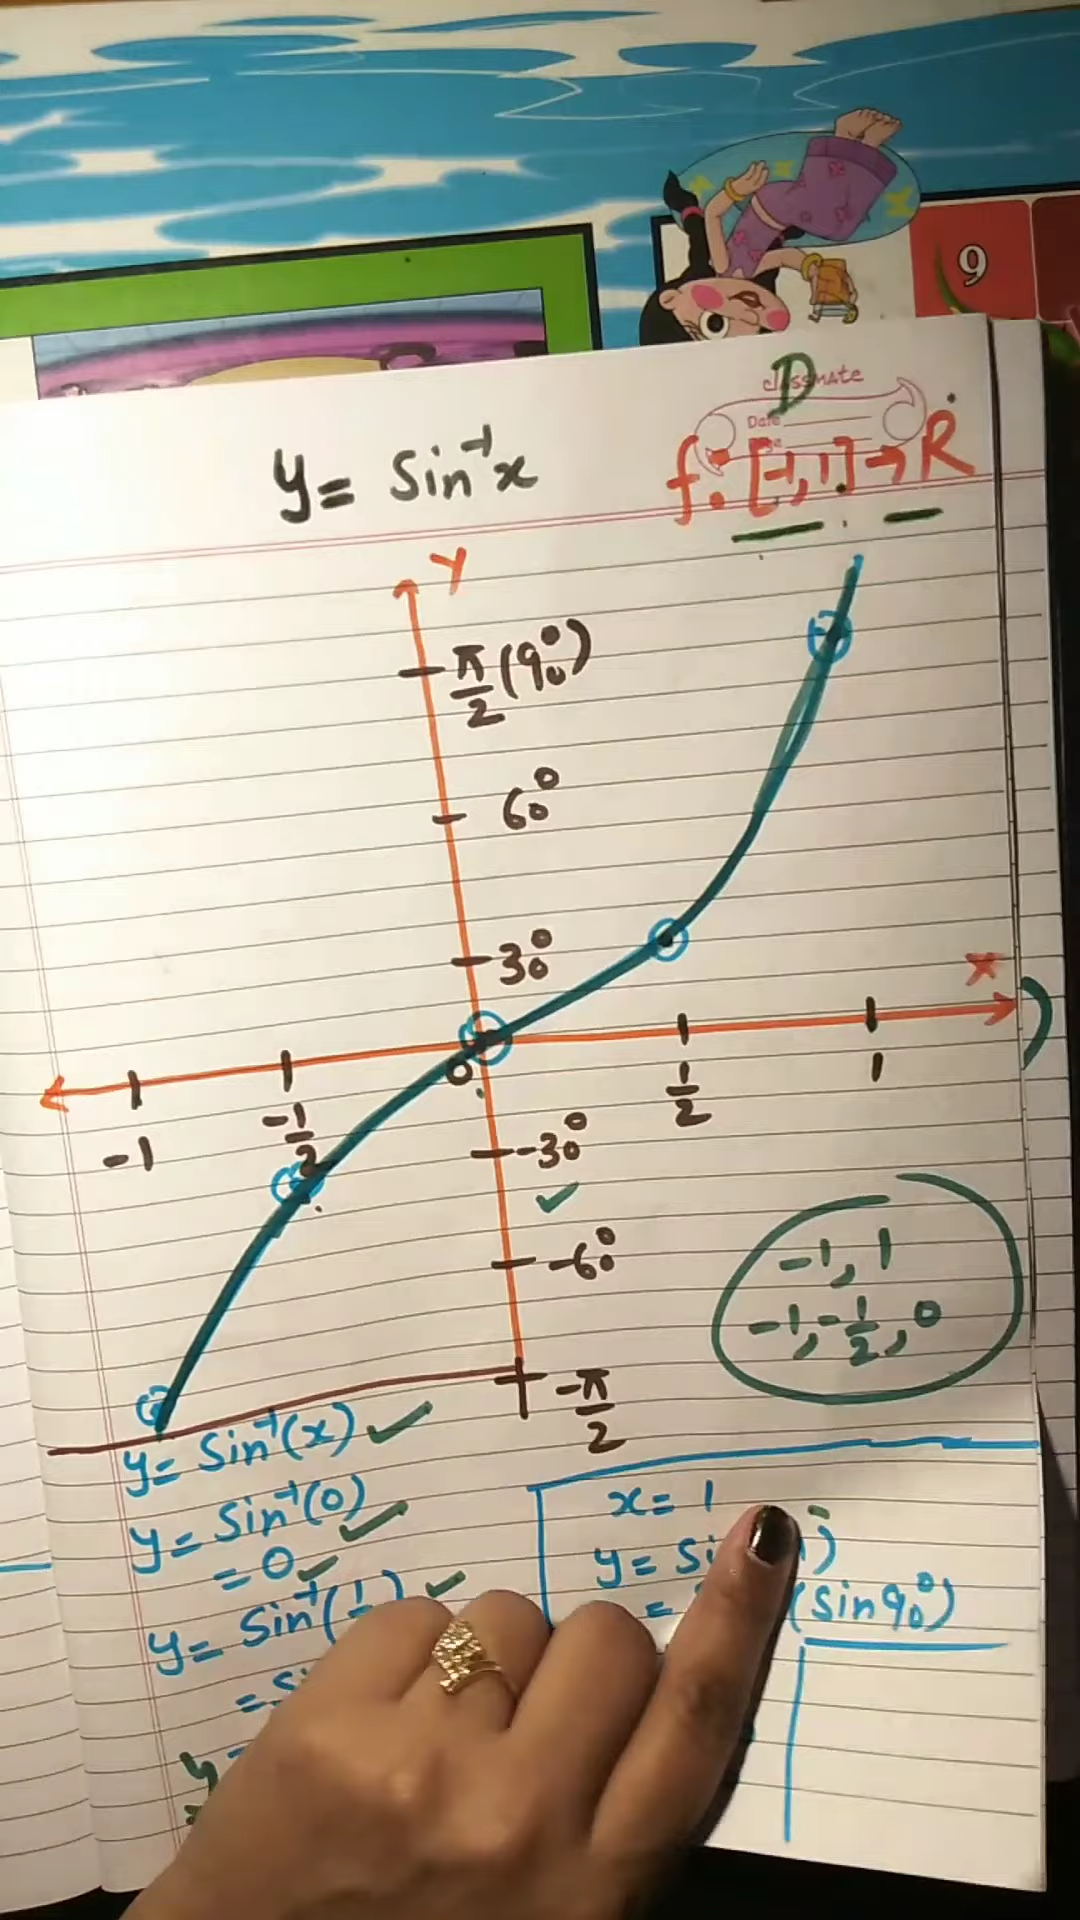 9
classmate
D
Date
y = Sin⁻¹x
f: [-1, 1] → R
Y
π/2 (90°)
60°
30°
X
0
-1
-1/2
1/2
1
-30°
-60°
-π/2
-1, 1
-1, -1/2, 0
y = Sin⁻¹(x)
y = Sin⁻¹(0)
= 0
y = Sin⁻¹(
x = 1
y =
= (Sin 90°)